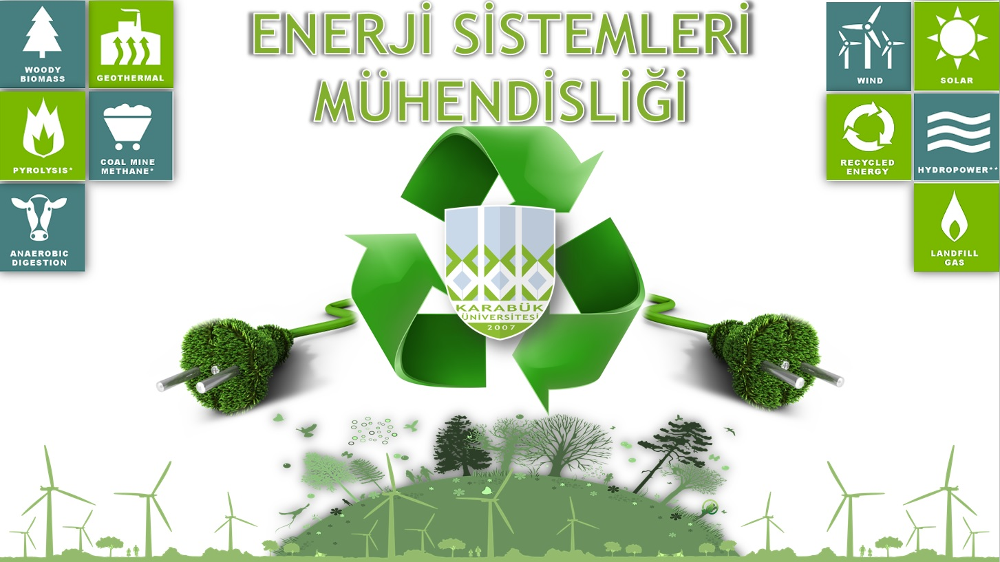 ENERJİ SİSTEMLERİ
MÜHENDİSLİĞİ
WOODY
BIOMASS
GEOTHERMAL
PYROLYSIS*
COAL MINE
METHANE*
ANAEROBIC
DIGESTION
WIND
SOLAR
RECYCLED
ENERGY
HYDROPOWER**
LANDFILL
GAS
KARABÜK
ÜNİVERSİTESİ
2007